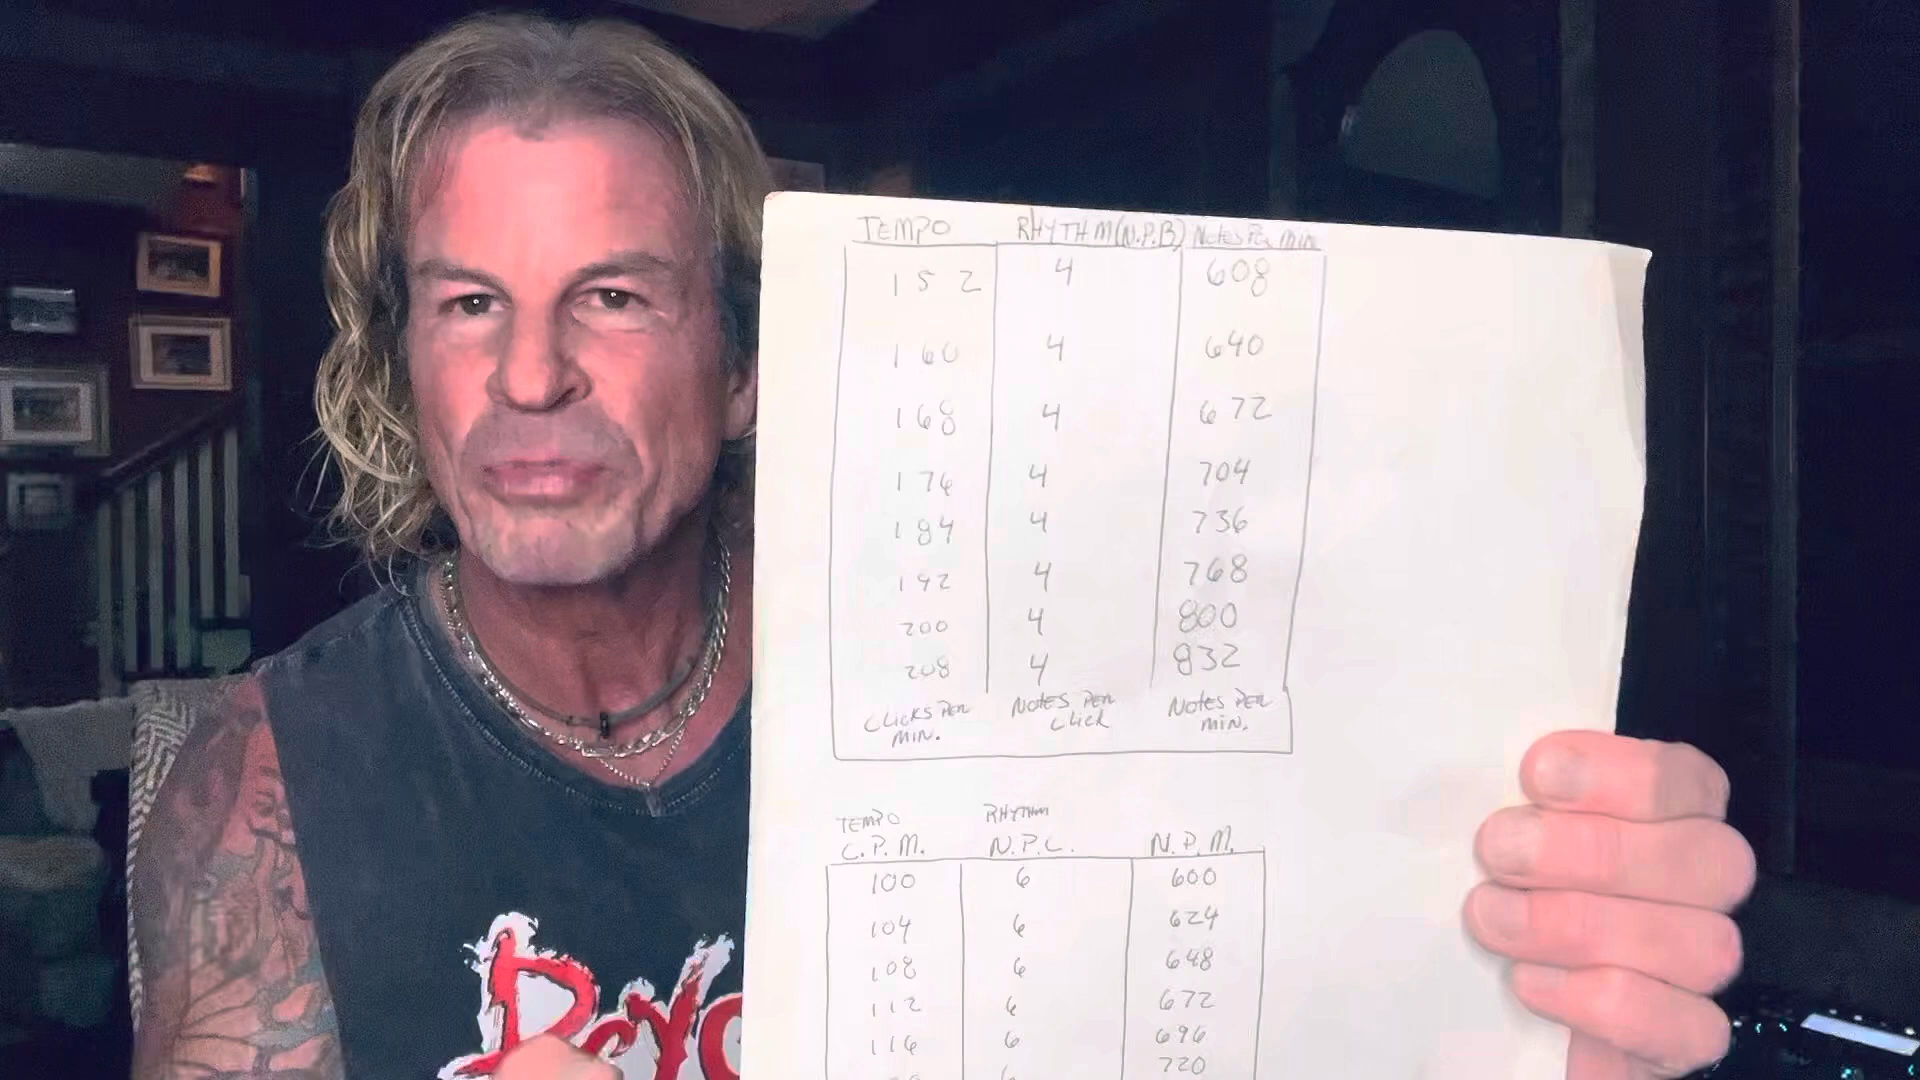 TEMPO RHYTHM(N.P.B) Notes Per Min
152 4 608
160 4 640
168 4 672
176 4 704
184 4 736
192 4 768
200 4 800
208 4 832
Clicks Per Notes Per Notes Per
Min. Click Min.
TEMPO RHYTHM
C.P.M. N.P.C. N.P.M.
100 6 600
104 6 624
108 6 648
112 6 672
116 6 696
720